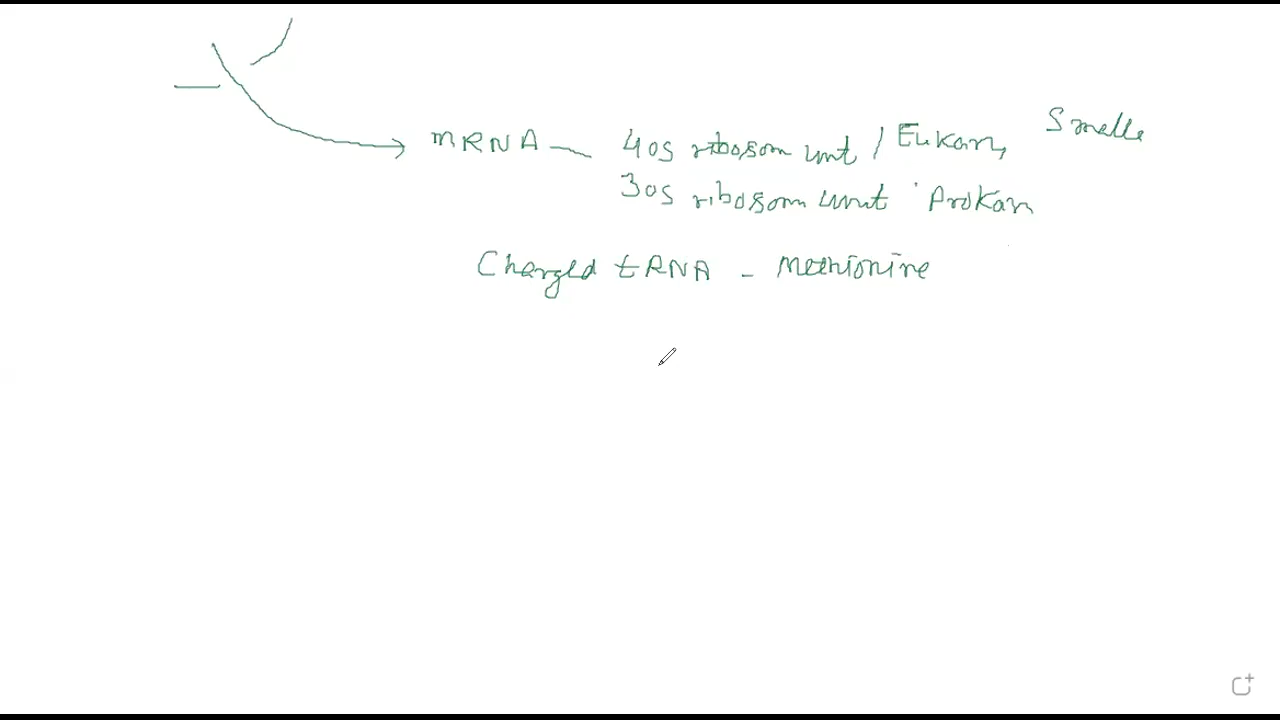 Smalle
mRNA - 40s ribosom unit / Eukary
30s ribosom unit Prokary
Charged tRNA - Methionine